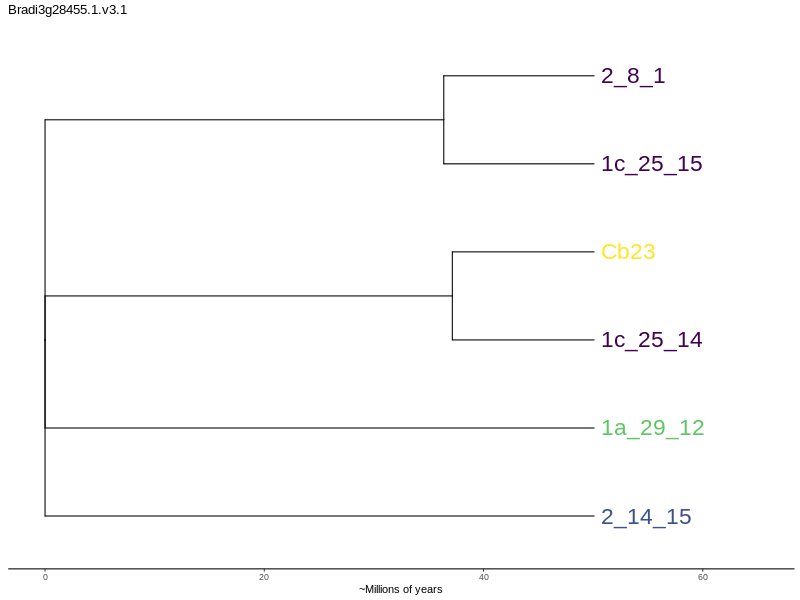 Bradi3g28455.1.v3.1
2_8_1
1c_25_15
Cb23
1c_25_14
1a_29_12
2_14_15
0 20 40 60
~Millions of years